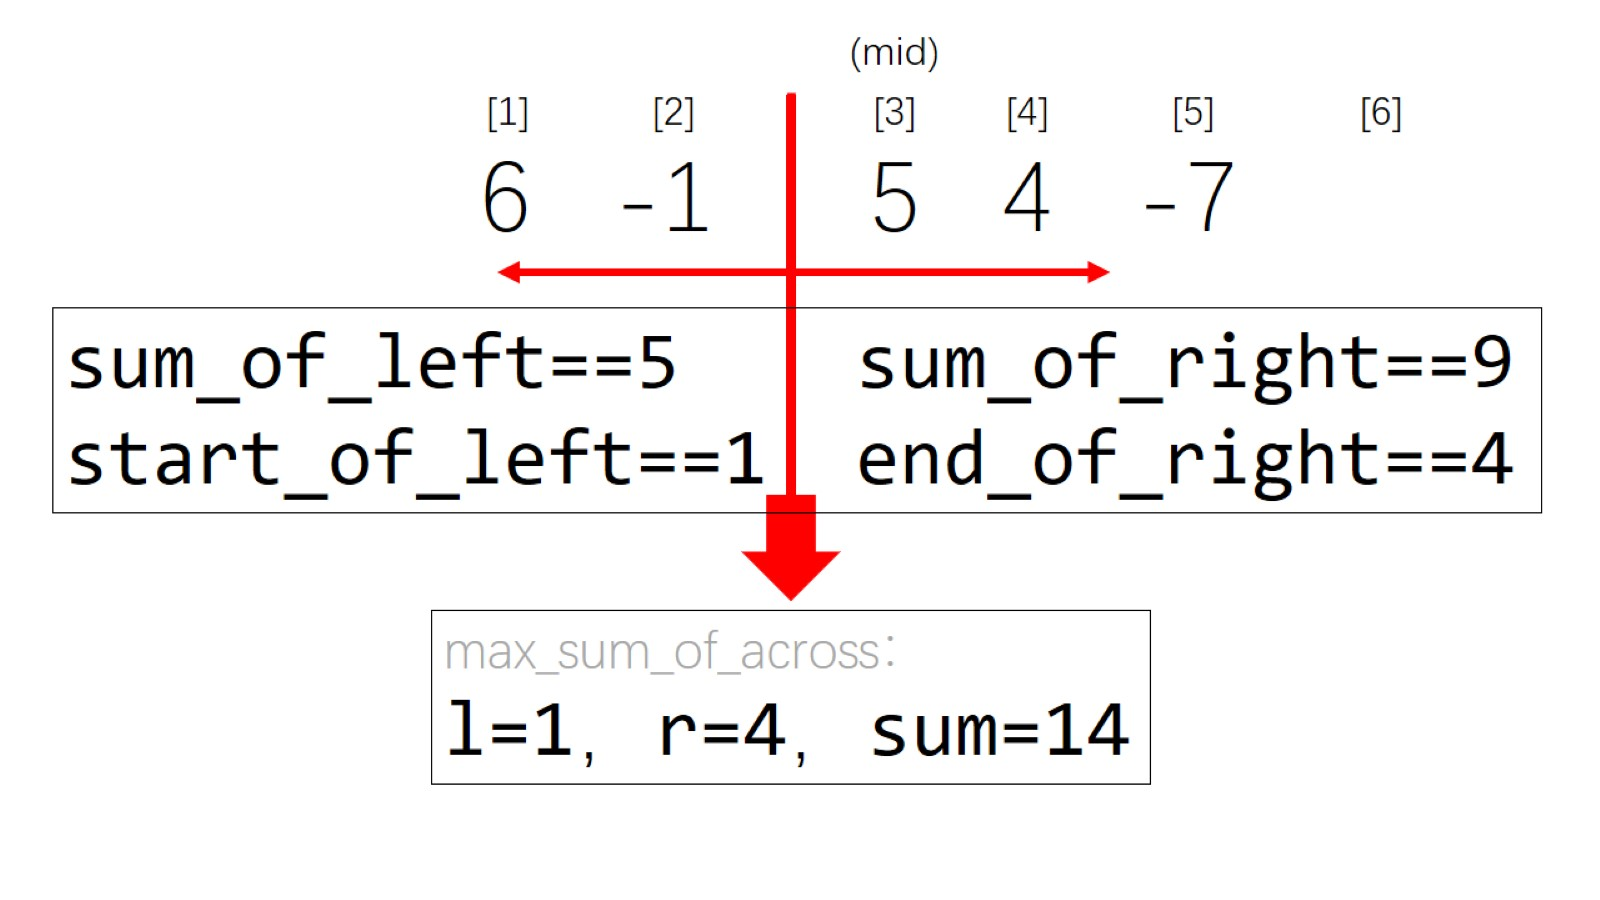 (mid)
[1] [2] [3] [4] [5] [6]
6 -1 5 4 -7
sum_of_left==5 sum_of_right==9
start_of_left==1 end_of_right==4
max_sum_of_across:
l=1, r=4, sum=14